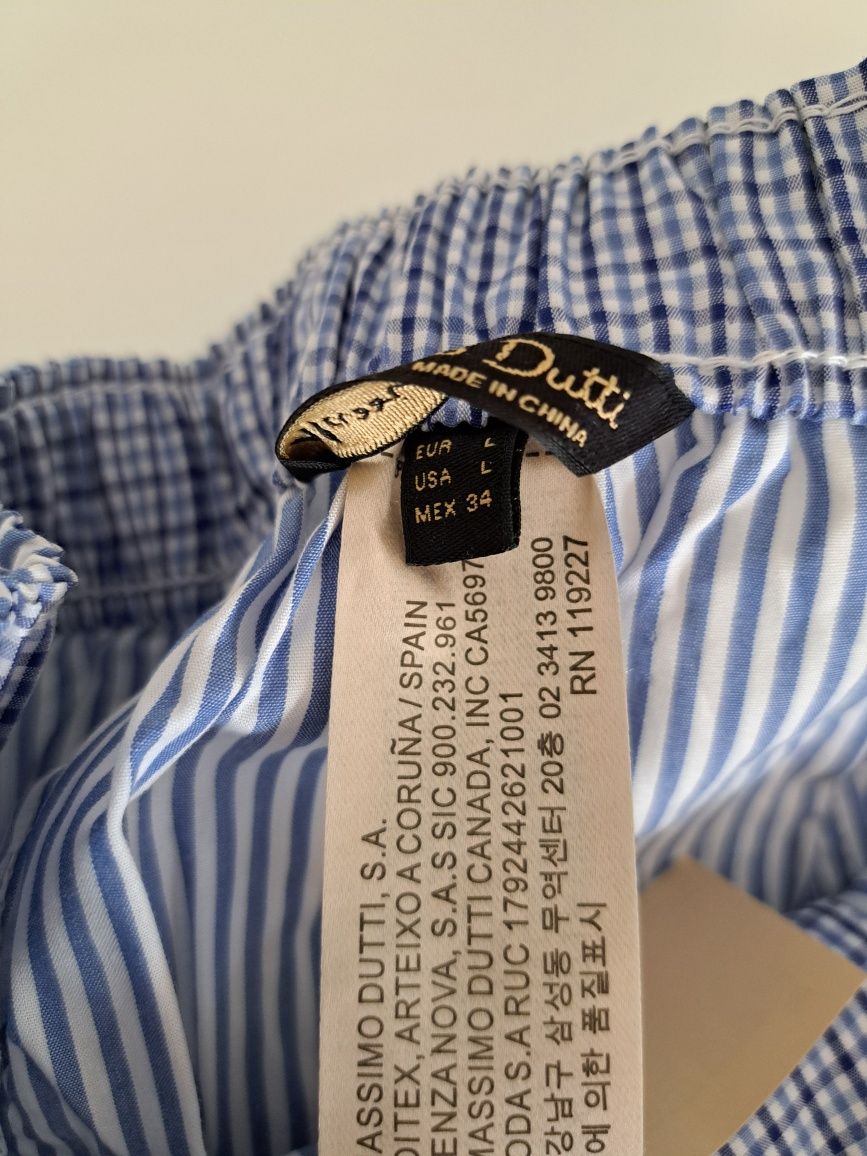 Dutti
MADE IN CHINA
EUR L
USA L
MEX 34
ASSIMO DUTTI, S.A.
DITEX, ARTEIXO A CORUÑA / SPAIN
ENZA NOVA, S.A.S SIC 900.232.961
MASSIMO DUTTI CANADA, INC CA5697
ODA S.A RUC 1792442621001
강남구 삼성동 무역센터 20층 02 3413 9800
에 의한 품질표시 RN 119227